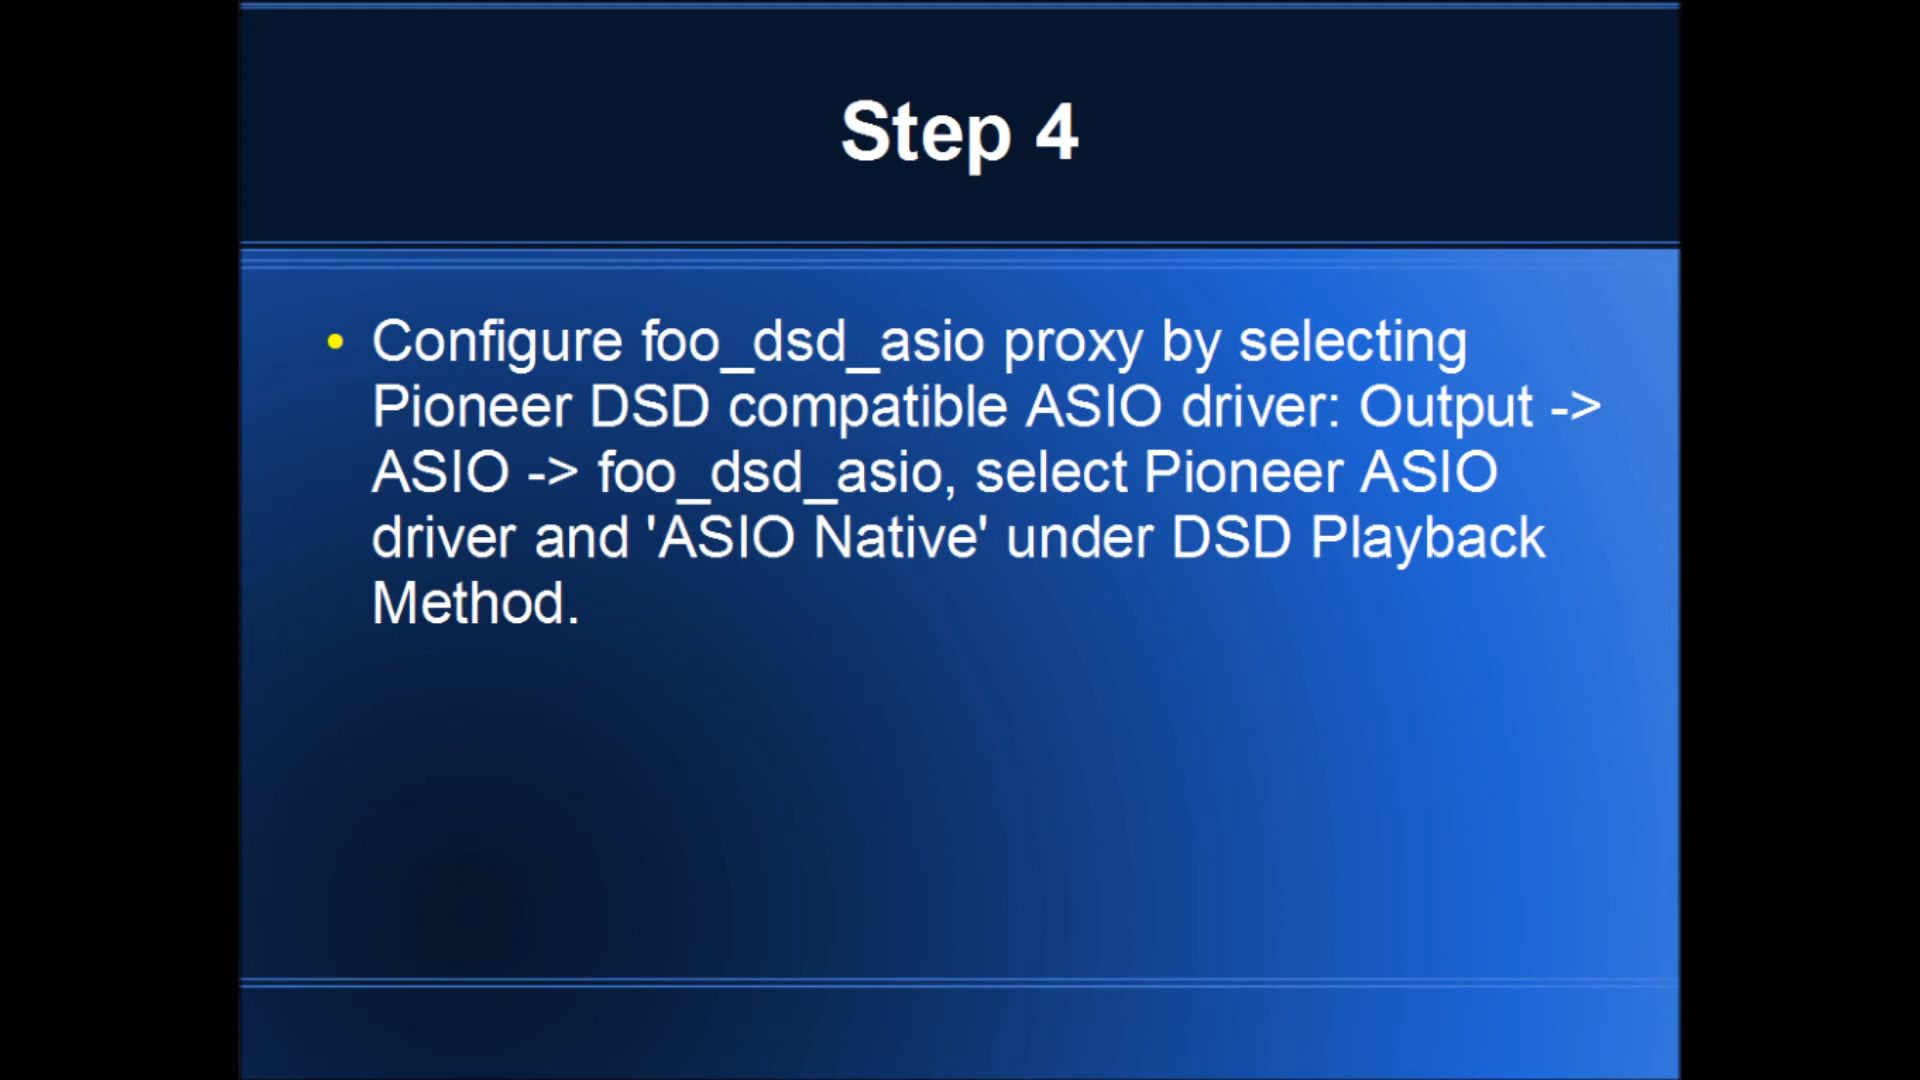 Step 4
• Configure foo_dsd_asio proxy by selecting
Pioneer DSD compatible ASIO driver: Output ->
ASIO -> foo_dsd_asio, select Pioneer ASIO
driver and 'ASIO Native' under DSD Playback
Method.